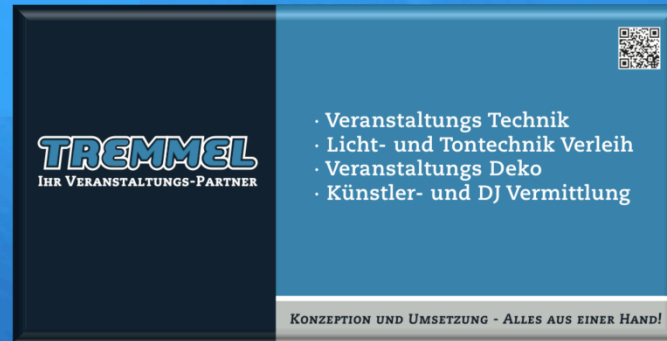 TREMMEL
IHR VERANSTALTUNGS-PARTNER
· Veranstaltungs Technik
· Licht- und Tontechnik Verleih
· Veranstaltungs Deko
· Künstler- und DJ Vermittlung
KONZEPTION UND UMSETZUNG - ALLES AUS EINER HAND!